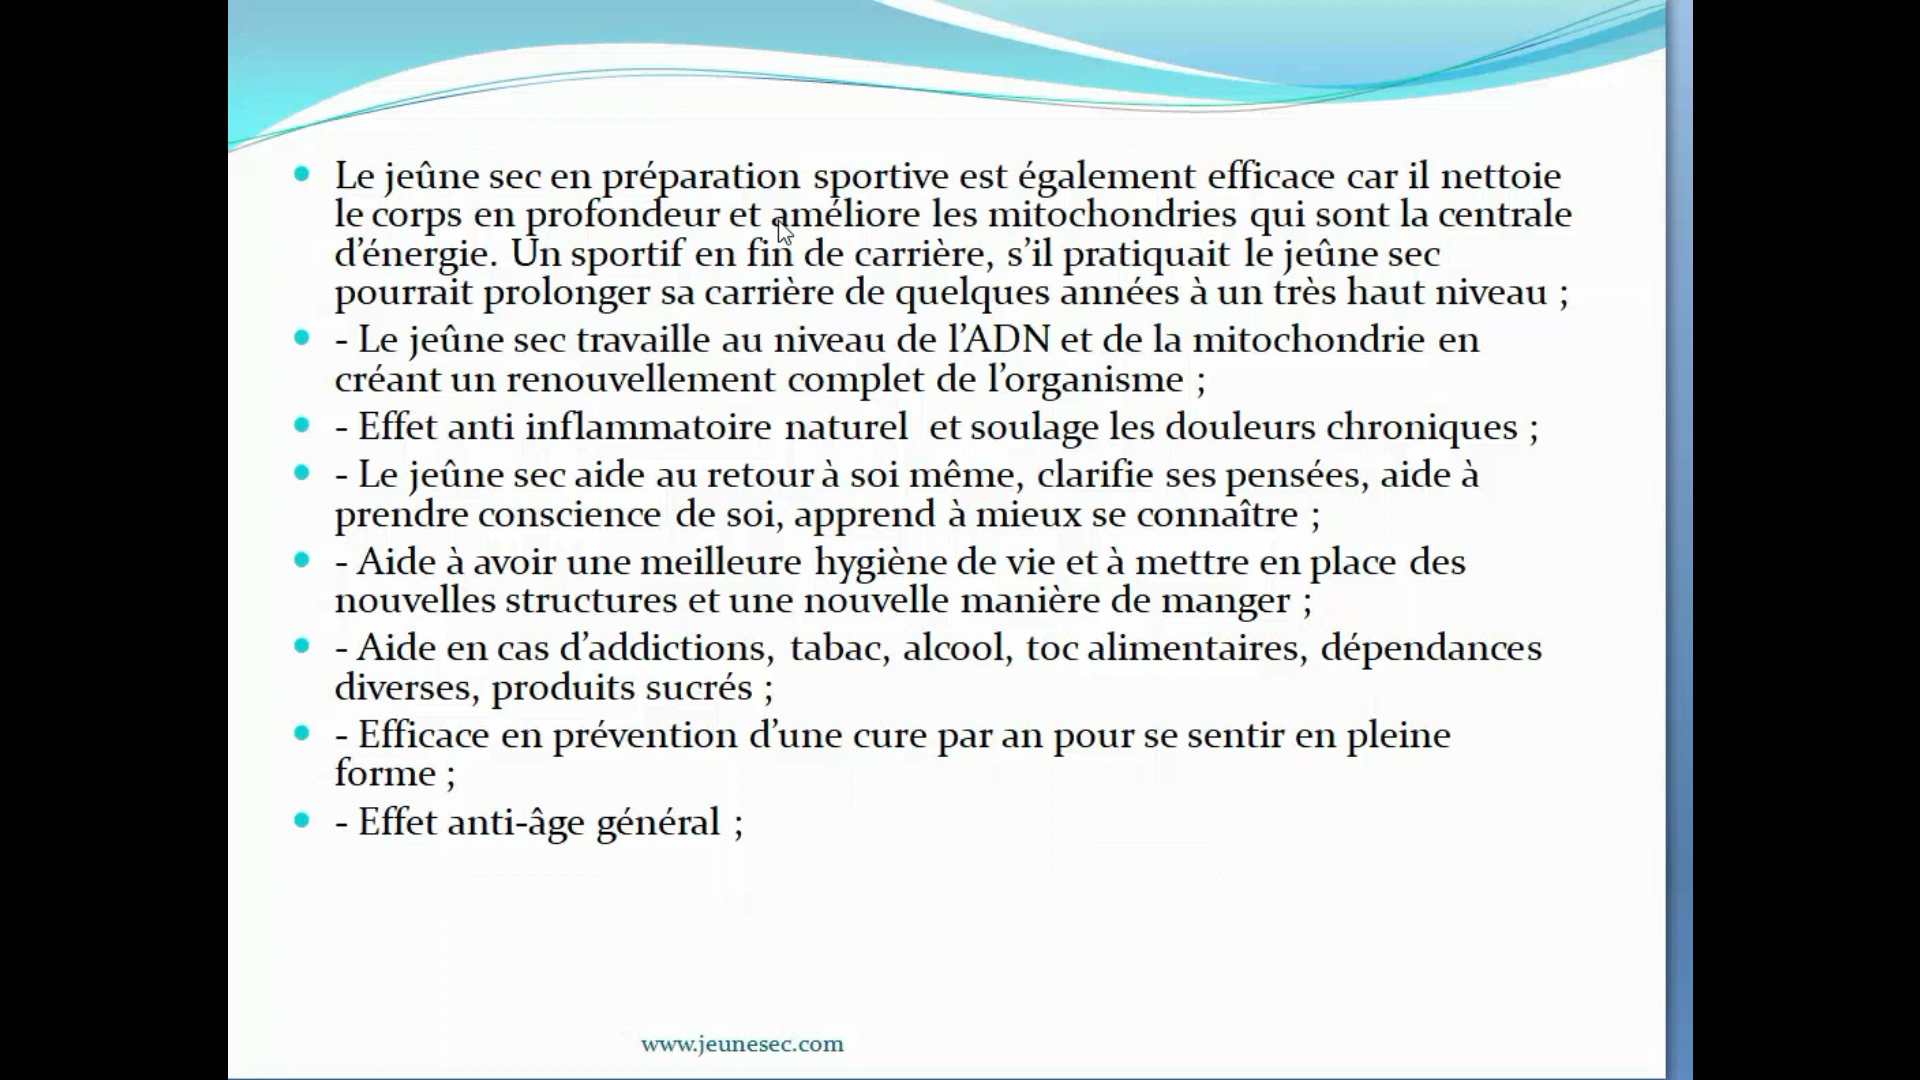 Le jeûne sec en préparation sportive est également efficace car il nettoie
le corps en profondeur et améliore les mitochondries qui sont la centrale
d’énergie. Un sportif en fin de carrière, s’il pratiquait le jeûne sec
pourrait prolonger sa carrière de quelques années à un très haut niveau ;
- Le jeûne sec travaille au niveau de l’ADN et de la mitochondrie en
créant un renouvellement complet de l’organisme ;
- Effet anti inflammatoire naturel et soulage les douleurs chroniques ;
- Le jeûne sec aide au retour à soi même, clarifie ses pensées, aide à
prendre conscience de soi, apprend à mieux se connaître ;
- Aide à avoir une meilleure hygiène de vie et à mettre en place des
nouvelles structures et une nouvelle manière de manger ;
- Aide en cas d’addictions, tabac, alcool, toc alimentaires, dépendances
diverses, produits sucrés ;
- Efficace en prévention d’une cure par an pour se sentir en pleine
forme ;
- Effet anti-âge général ;
www.jeunesec.com